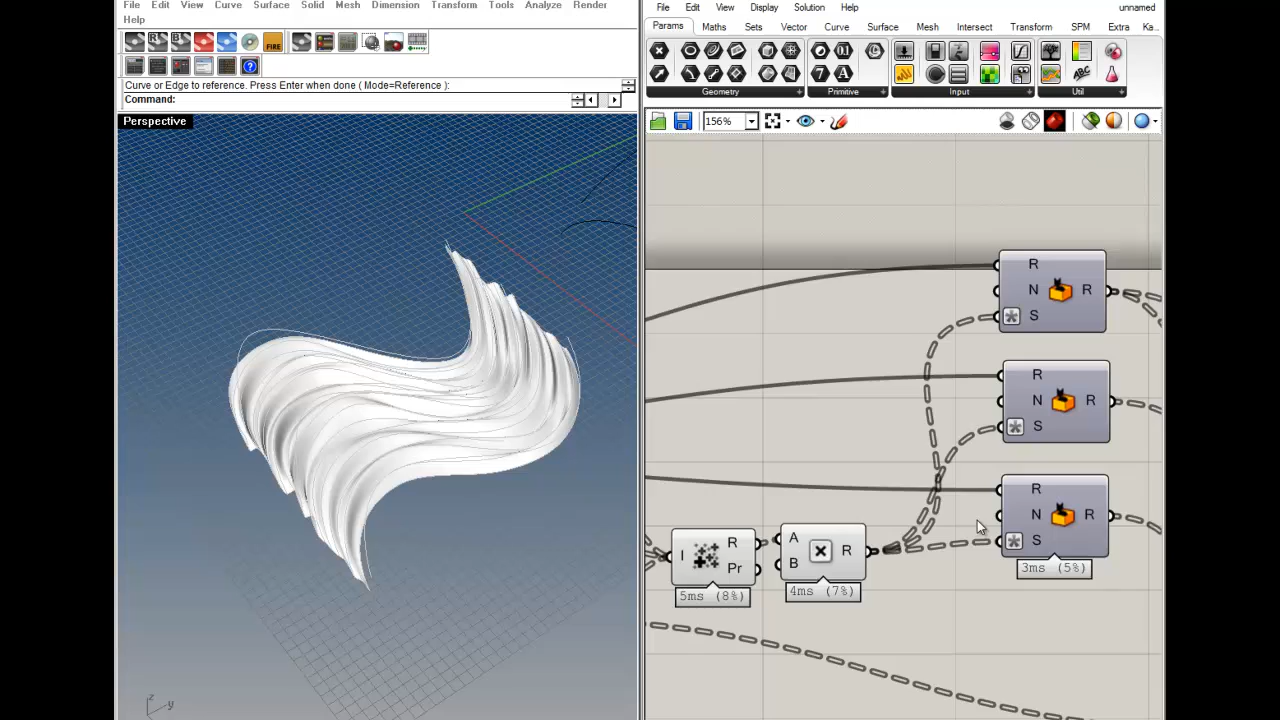 File Edit View Curve Surface Solid Mesh Dimension Transform Tools Analyze Render
Help
FIRE
Curve or Edge to reference. Press Enter when done ( Mode=Reference ):
Command:
Perspective
z
y
File Edit View Display Solution Help
unnamed
Params Maths Sets Vector Curve Surface Mesh Intersect Transform SPM Extra Ka...
Geometry Primitive Input Util
156%
R
N R
S
R
N R
S
R
N R
S
3ms (5%)
I R
Pr
5ms (8%)
A
B R
4ms (7%)